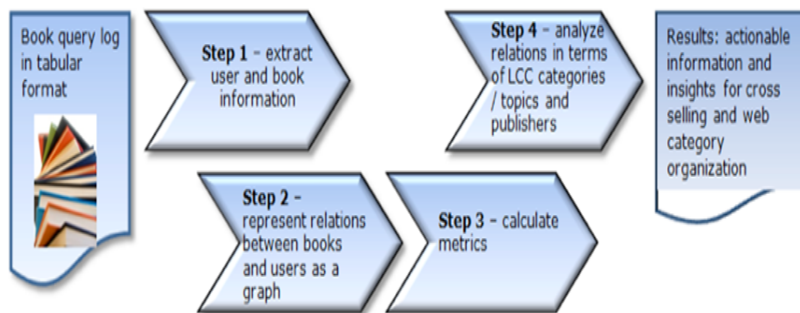 Book query log
in tabular
format
Step 1 – extract
user and book
information
Step 2 –
represent relations
between books
and users as a
graph
Step 3 – calculate
metrics
Step 4 – analyze
relations in terms
of LCC categories
/ topics and
publishers
Results: actionable
information and
insights for cross
selling and web
category
organization